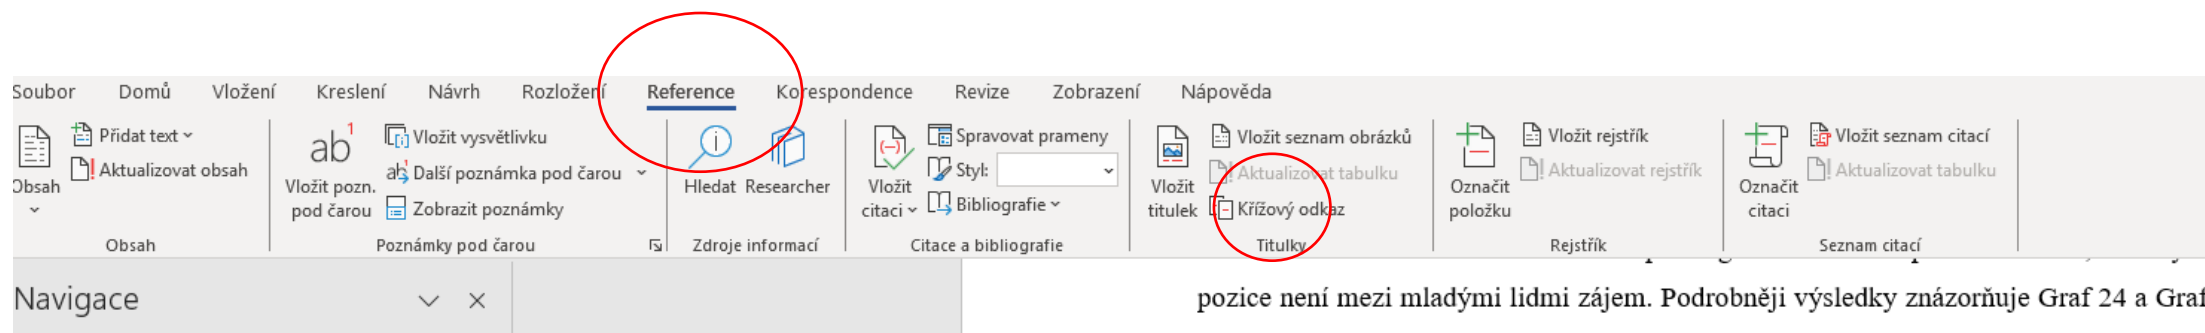 Soubor Domů Vložení Kreslení Návrh Rozložení Reference Korespondence Revize Zobrazení Nápověda
Obsah
Přidat text
Aktualizovat obsah
Obsah
ab1
Vložit pozn.
pod čarou
Vložit vysvětlivku
Další poznámka pod čarou
Zobrazit poznámky
Poznámky pod čarou
Hledat
Researcher
Zdroje informací
Vložit
citaci
Spravovat prameny
Styl:
Bibliografie
Citace a bibliografie
Vložit
titulek
Vložit seznam obrázků
Aktualizovat tabulku
Křížový odkaz
Titulky
Označit
položku
Vložit rejstřík
Aktualizovat rejstřík
Rejstřík
Označit
citaci
Vložit seznam citací
Aktualizovat tabulku
Seznam citací
Navigace
pozice není mezi mladými lidmi zájem. Podrobněji výsledky znázorňuje Graf 24 a Graf